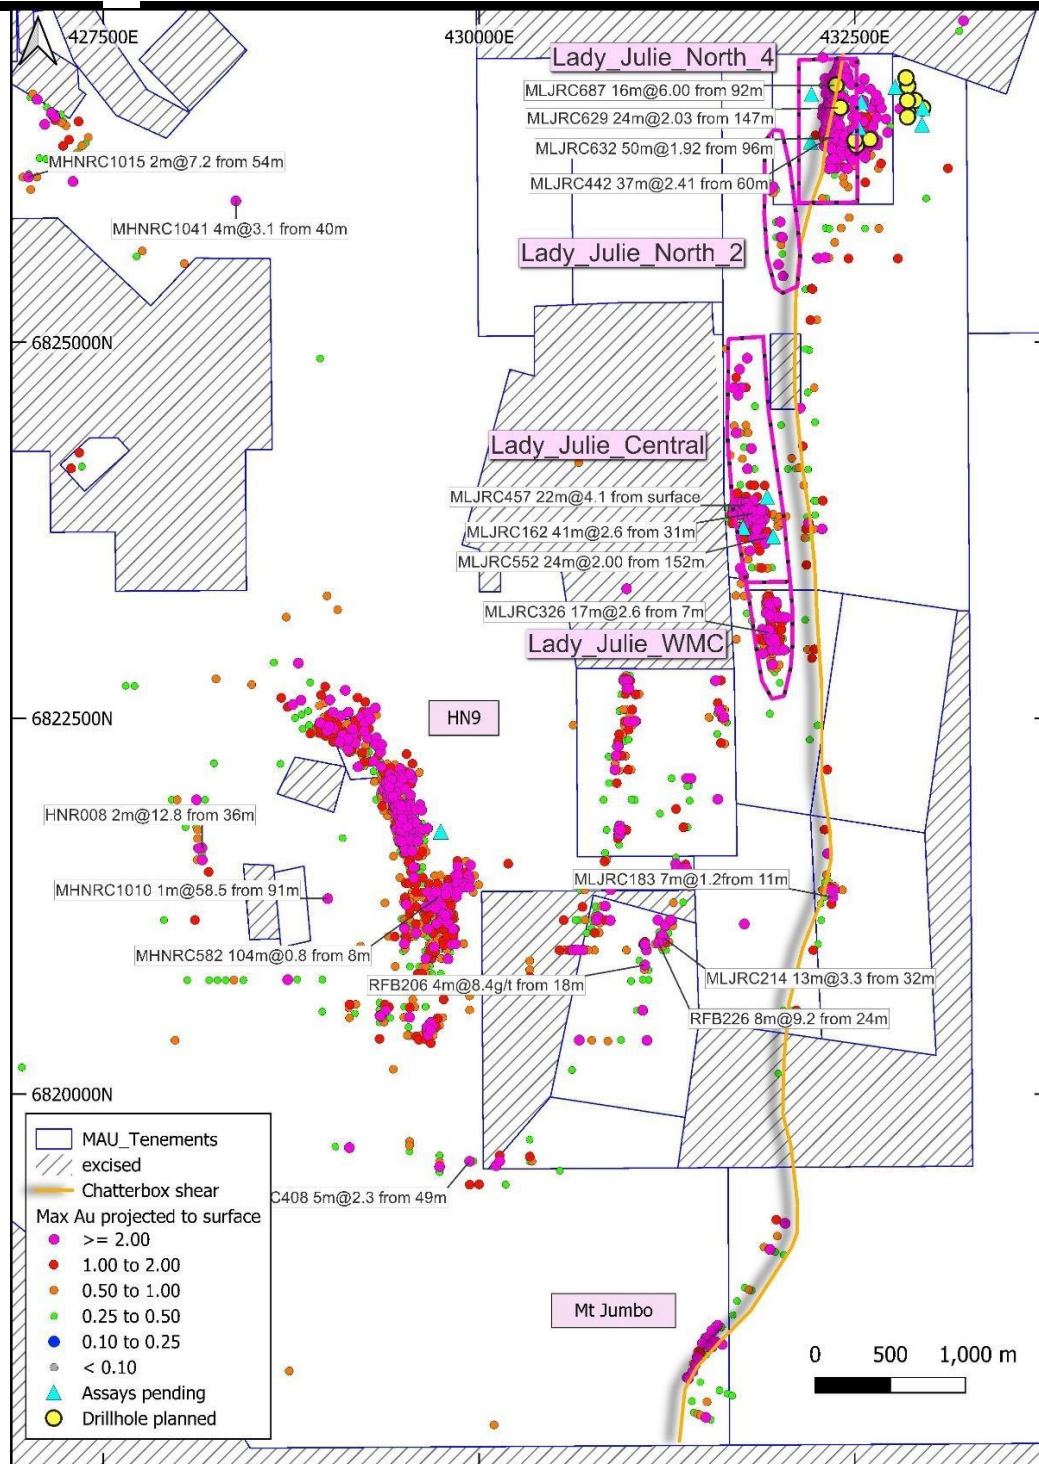 427500E
430000E
432500E
Lady_Julie_North_4
MLJRC687 16m@6.00 from 92m
MLJRC629 24m@2.03 from 147m
MLJRC632 50m@1.92 from 96m
MHNRC1015 2m@7.2 from 54m
MLJRC442 37m@2.41 from 60m
MHNRC1041 4m@3.1 from 40m
Lady_Julie_North_2
6825000N
Lady_Julie_Central
MLJRC457 22m@4.1 from surface
MLJRC162 41m@2.6 from 31m
MLJRC552 24m@2.00 from 152m
MLJRC326 17m@2.6 from 7m
Lady_Julie_WMC
6822500N
HN9
HNR008 2m@12.8 from 36m
MLJRC183 7m@1.2from 11m
MHNRC1010 1m@58.5 from 91m
MHNRC582 104m@0.8 from 8m
RFB206 4m@8.4g/t from 18m
MLJRC214 13m@3.3 from 32m
RFB226 8m@9.2 from 24m
6820000N
C408 5m@2.3 from 49m
MAU_Tenements
excised
Chatterbox shear
Max Au projected to surface
>= 2.00
1.00 to 2.00
0.50 to 1.00
0.25 to 0.50
0.10 to 0.25
< 0.10
Assays pending
Drillhole planned
Mt Jumbo
0 500 1,000 m